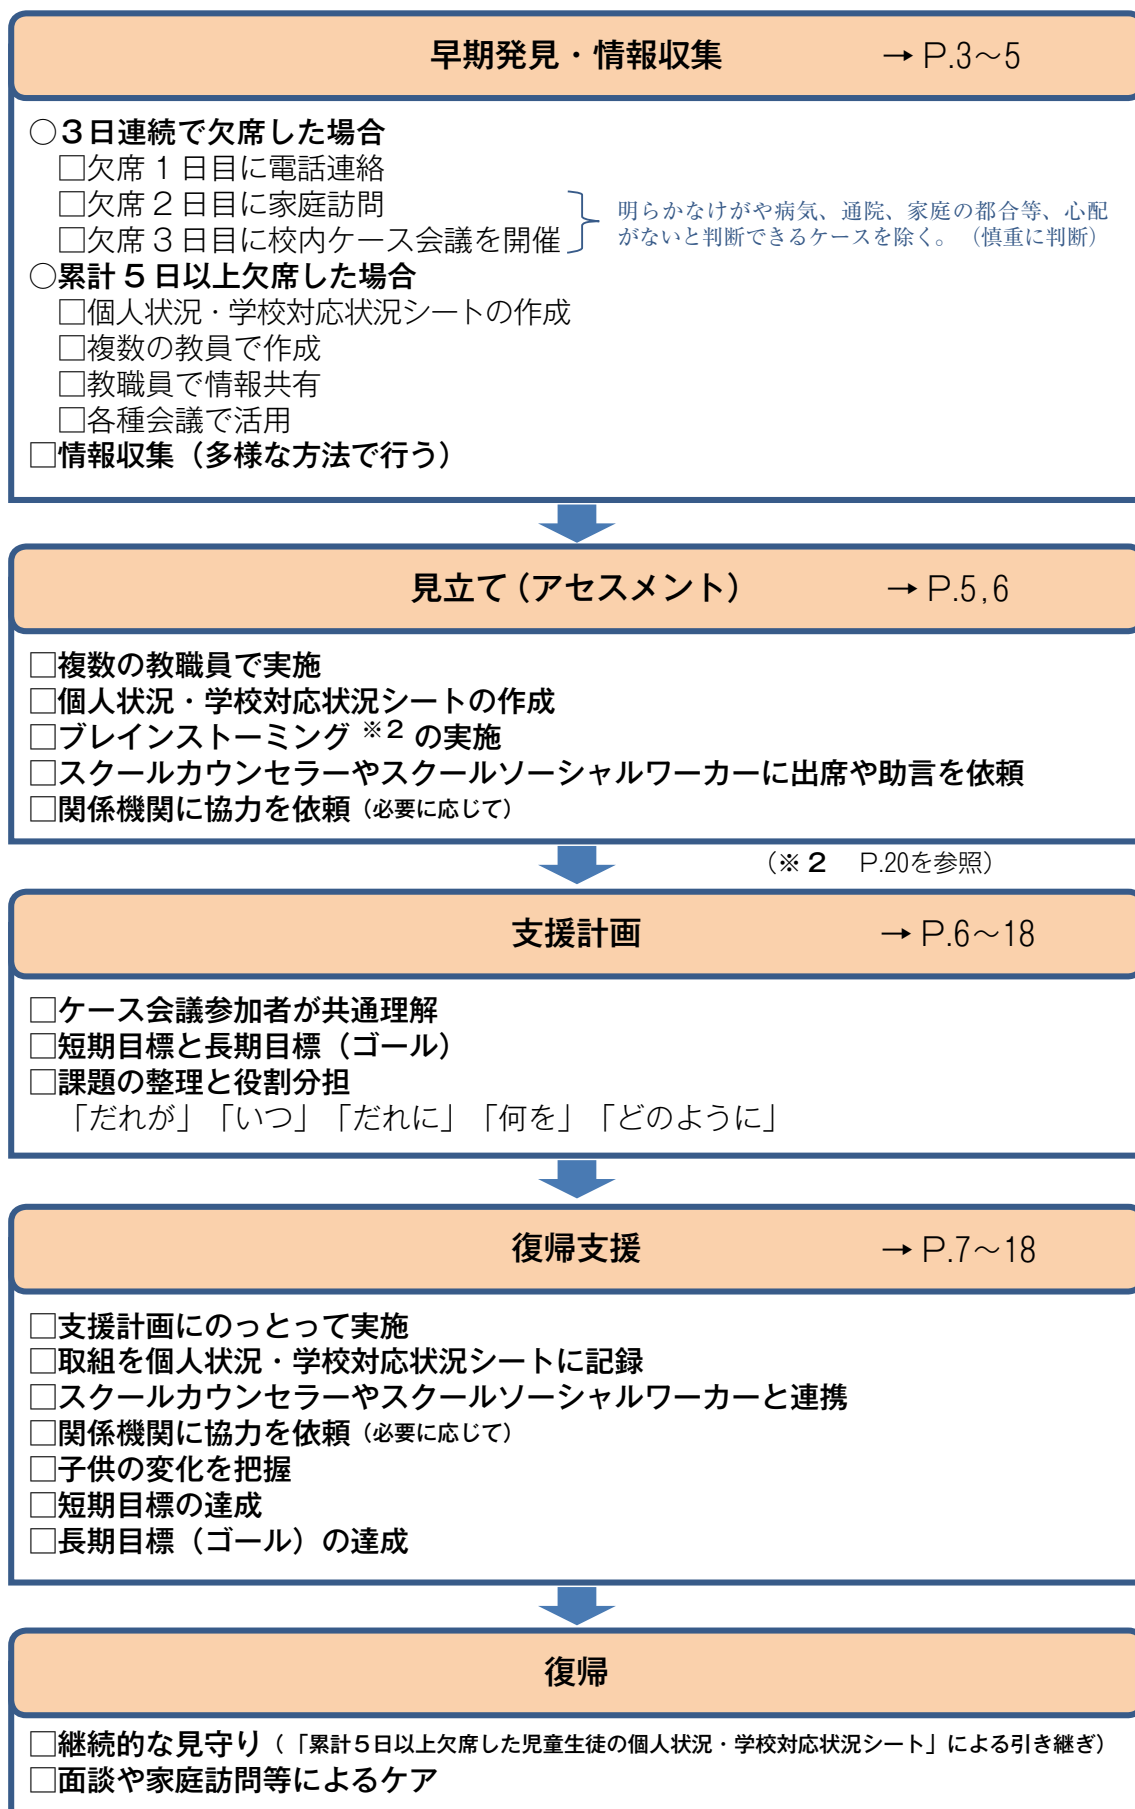 早期発見・情報収集 → P.3～5
○３日連続で欠席した場合
□欠席１日目に電話連絡
□欠席２日目に家庭訪問
□欠席３日目に校内ケース会議を開催
明らかなけがや病気、通院、家庭の都合等、心配
がないと判断できるケースを除く。（慎重に判断）
○累計５日以上欠席した場合
□個人状況・学校対応状況シートの作成
□複数の教員で作成
□教職員で情報共有
□各種会議で活用
□情報収集（多様な方法で行う）
見立て（アセスメント） → P.5,6
□複数の教職員で実施
□個人状況・学校対応状況シートの作成
□ブレインストーミング ※２ の実施
□スクールカウンセラーやスクールソーシャルワーカーに出席や助言を依頼
□関係機関に協力を依頼（必要に応じて）
（※２ P.20を参照）
支援計画 → P.6～18
□ケース会議参加者が共通理解
□短期目標と長期目標（ゴール）
□課題の整理と役割分担
「だれが」「いつ」「だれに」「何を」「どのように」
復帰支援 → P.7～18
□支援計画にのっとって実施
□取組を個人状況・学校対応状況シートに記録
□スクールカウンセラーやスクールソーシャルワーカーと連携
□関係機関に協力を依頼（必要に応じて）
□子供の変化を把握
□短期目標の達成
□長期目標（ゴール）の達成
復帰
□継続的な見守り（「累計５日以上欠席した児童生徒の個人状況・学校対応状況シート」による引き継ぎ）
□面談や家庭訪問等によるケア